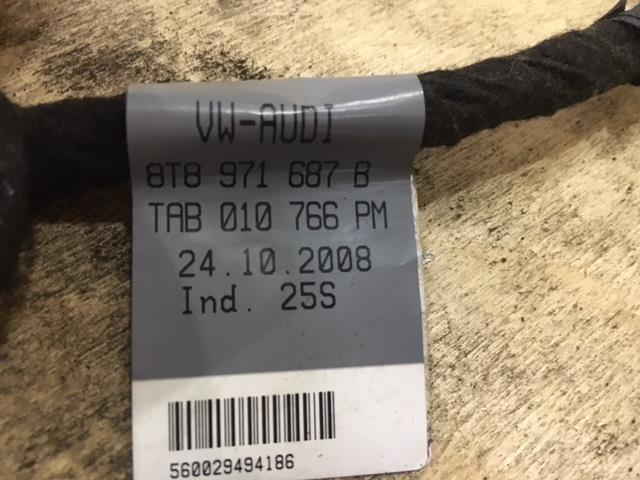 VW-AUDI
8T8 971 687 B
TAB 010 766 PM
24.10.2008
Ind. 25S
560029494186